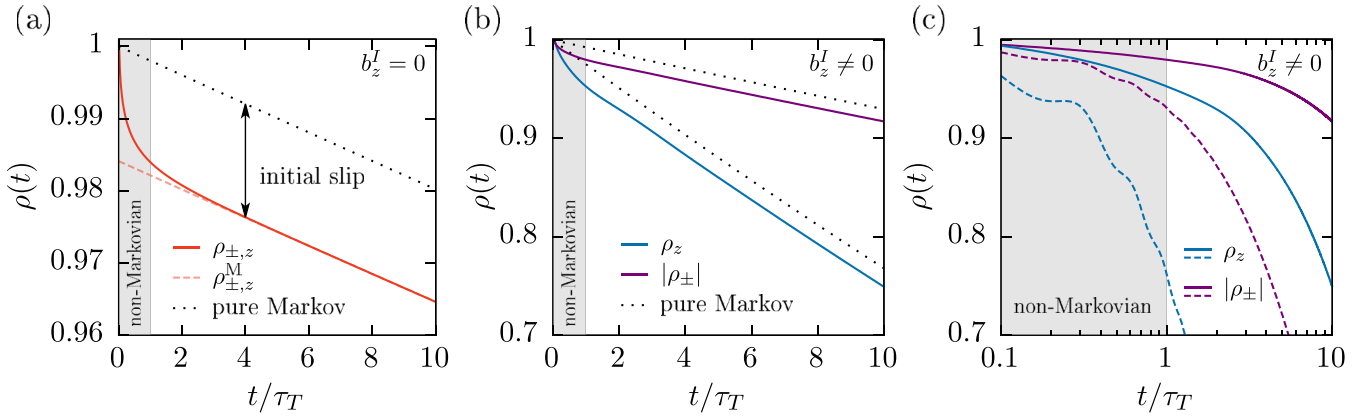 (a)
1
0.99
0.98
0.97
0.96
ρ(t)
b_z^I = 0
initial slip
non-Markovian
ρ_{±,z}
ρ_{±,z}^M
pure Markov
0 2 4 6 8 10
t/τ_T
(b)
1
0.9
0.8
0.7
ρ(t)
b_z^I ≠ 0
non-Markovian
ρ_z
|ρ_±|
pure Markov
0 2 4 6 8 10
t/τ_T
(c)
1
0.9
0.8
0.7
ρ(t)
b_z^I ≠ 0
non-Markovian
ρ_z
|ρ_±|
0.1 1 10
t/τ_T